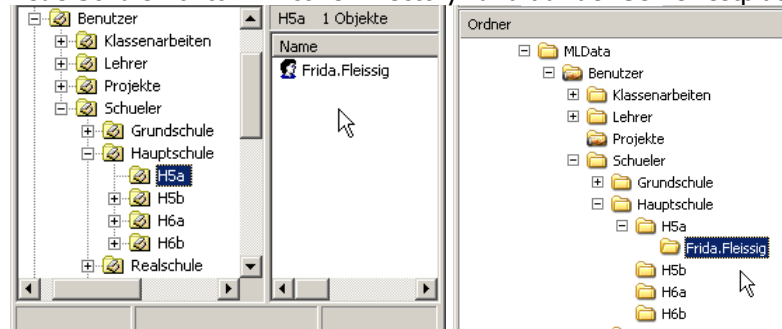 Benutzer
Klassenarbeiten
Lehrer
Projekte
Schueler
Grundschule
Hauptschule
H5a
H5b
H6a
H6b
Realschule
H5a 1 Objekte
Name
Frida.Fleissig
Ordner
MLData
Benutzer
Klassenarbeiten
Lehrer
Projekte
Schueler
Grundschule
Hauptschule
H5a
Frida.Fleissig
H5b
H6a
H6b